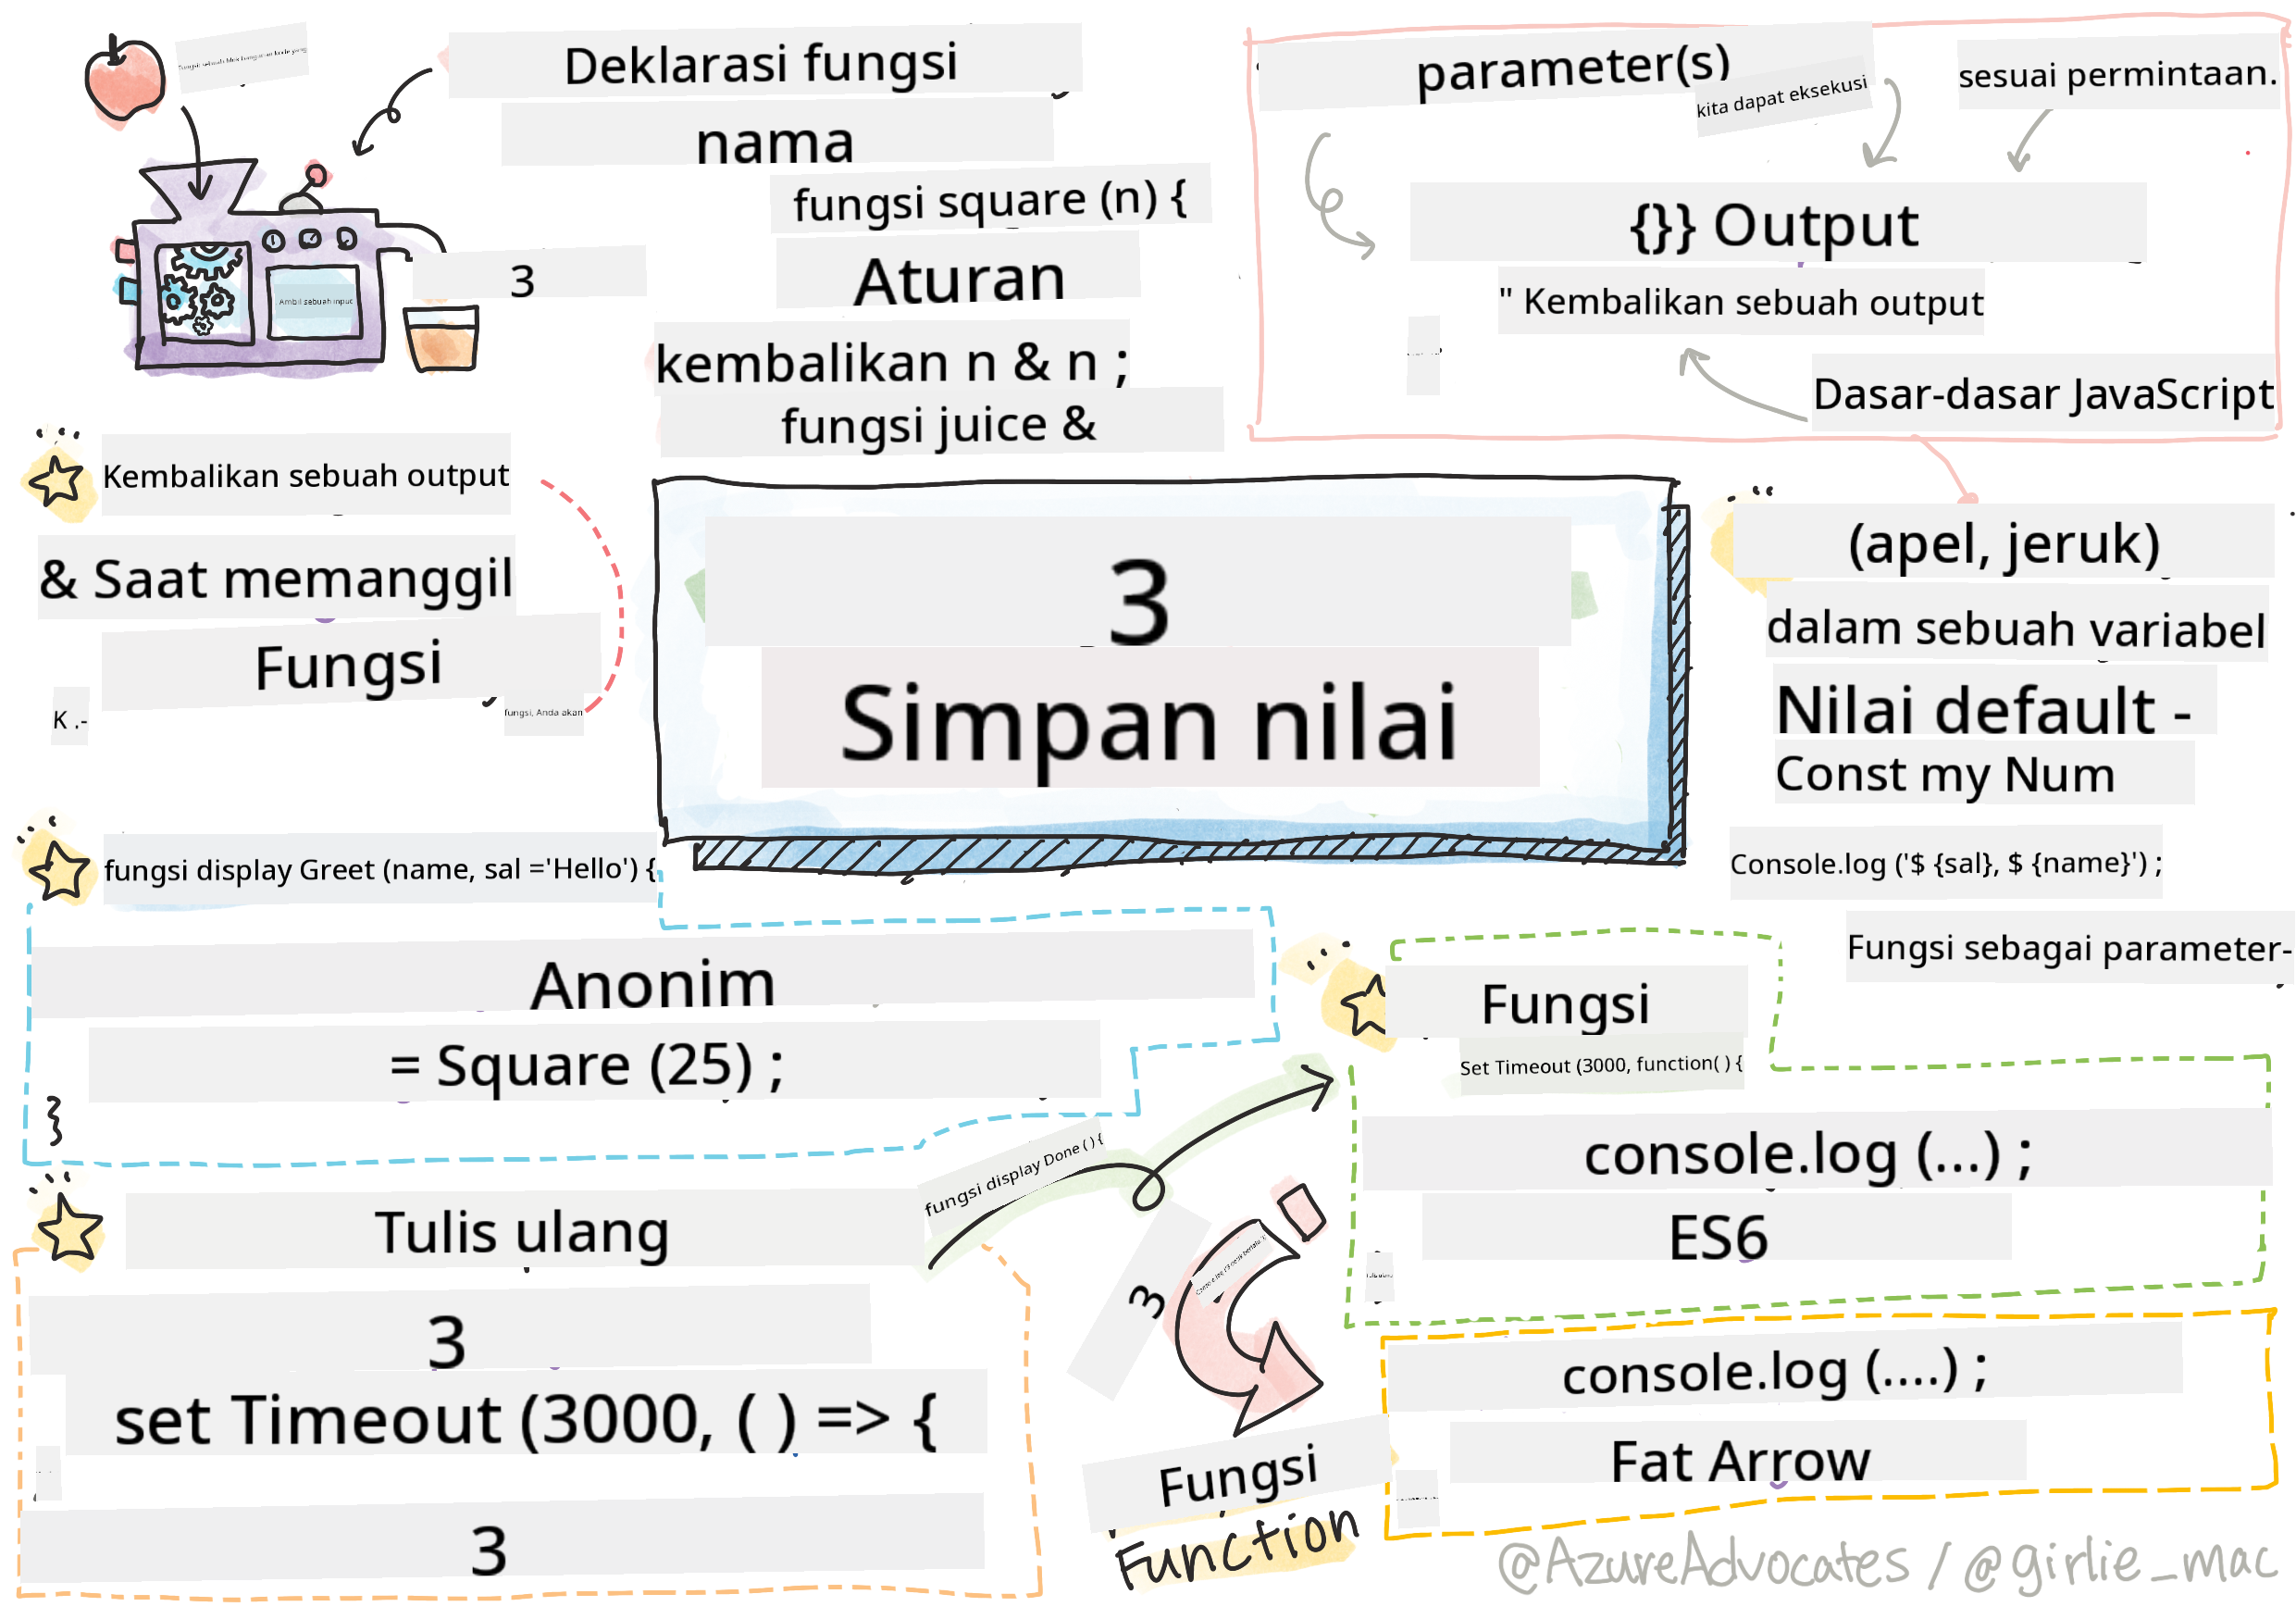 Deklarasi fungsi
nama
fungsi square (n) {
Aturan
kembalikan n & n ;
fungsi juice &
3
Ambil sebuah input
parameter(s)
kita dapat eksekusi
sesuai permintaan.
{}} Output
" Kembalikan sebuah output
Dasar-dasar JavaScript
Kembalikan sebuah output
& Saat memanggil
Fungsi
K .-
fungsi, Anda akan
3
Simpan nilai
(apel, jeruk)
dalam sebuah variabel
Nilai default -
Const my Num
Console.log ('$ {sal}, $ {name}') ;
Fungsi sebagai parameter-
fungsi display Greet (name, sal ='Hello') {
Anonim
= Square (25) ;
}
Fungsi
Set Timeout (3000, function( ) {
console.log (...) ;
ES6
Tulis ulang
fungsi display Done ( ) {
3
3
set Timeout (3000, ( ) => {
3
Fungsi
Function
console.log (....) ;
Fat Arrow
@AzureAdvocates / @girlie_mac